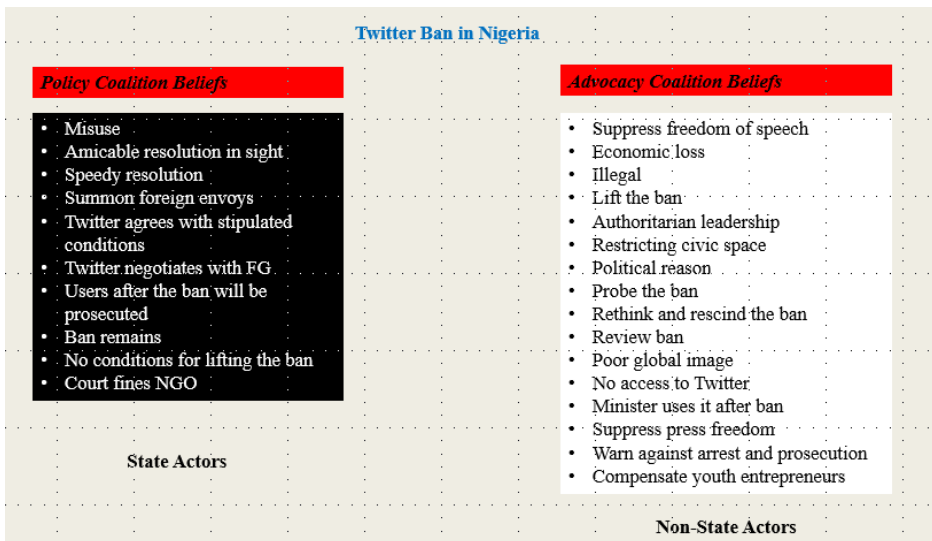 Twitter Ban in Nigeria
Policy Coalition Beliefs
• Misuse
• Amicable resolution in sight
• Speedy resolution
• Summon foreign envoys
• Twitter agrees with stipulated
conditions
• Twitter negotiates with FG
• Users after the ban will be
prosecuted
• Ban remains
• No conditions for lifting the ban
• Court fines NGO
State Actors
Advocacy Coalition Beliefs
• Suppress freedom of speech
• Economic loss
• Illegal
• Lift the ban
• Authoritarian leadership
• Restricting civic space
• Political reason
• Probe the ban
• Rethink and rescind the ban
• Review ban
• Poor global image
• No access to Twitter
• Minister uses it after ban
• Suppress press freedom
• Warn against arrest and prosecution
• Compensate youth entrepreneurs
Non-State Actors